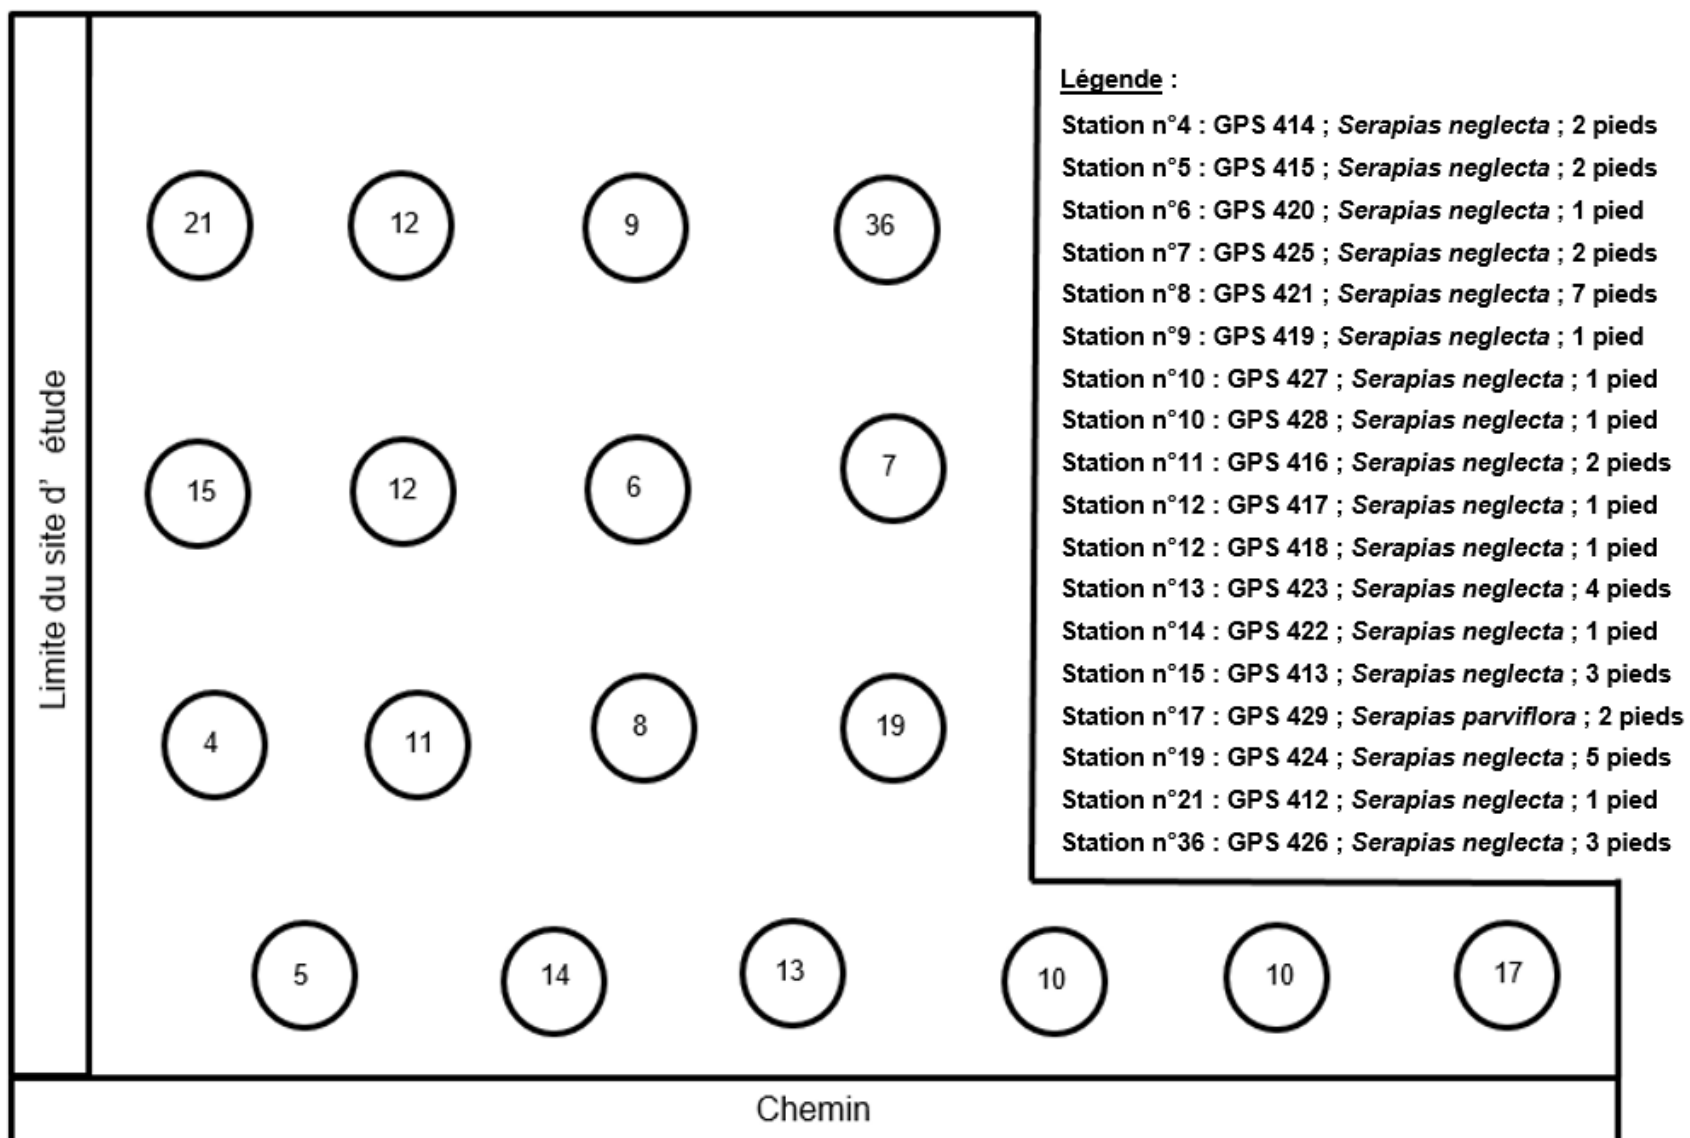 Légende :
Station n°4 : GPS 414 ; Serapias neglecta ; 2 pieds
Station n°5 : GPS 415 ; Serapias neglecta ; 2 pieds
Station n°6 : GPS 420 ; Serapias neglecta ; 1 pied
Station n°7 : GPS 425 ; Serapias neglecta ; 2 pieds
Station n°8 : GPS 421 ; Serapias neglecta ; 7 pieds
Station n°9 : GPS 419 ; Serapias neglecta ; 1 pied
Station n°10 : GPS 427 ; Serapias neglecta ; 1 pied
Station n°10 : GPS 428 ; Serapias neglecta ; 1 pied
Station n°11 : GPS 416 ; Serapias neglecta ; 2 pieds
Station n°12 : GPS 417 ; Serapias neglecta ; 1 pied
Station n°12 : GPS 418 ; Serapias neglecta ; 1 pied
Station n°13 : GPS 423 ; Serapias neglecta ; 4 pieds
Station n°14 : GPS 422 ; Serapias neglecta ; 1 pied
Station n°15 : GPS 413 ; Serapias neglecta ; 3 pieds
Station n°17 : GPS 429 ; Serapias parviflora ; 2 pieds
Station n°19 : GPS 424 ; Serapias neglecta ; 5 pieds
Station n°21 : GPS 412 ; Serapias neglecta ; 1 pied
Station n°36 : GPS 426 ; Serapias neglecta ; 3 pieds
Limite du site d' étude
21 12 9 36
15 12 6 7
4 11 8 19
5 14 13 10 10 17
Chemin